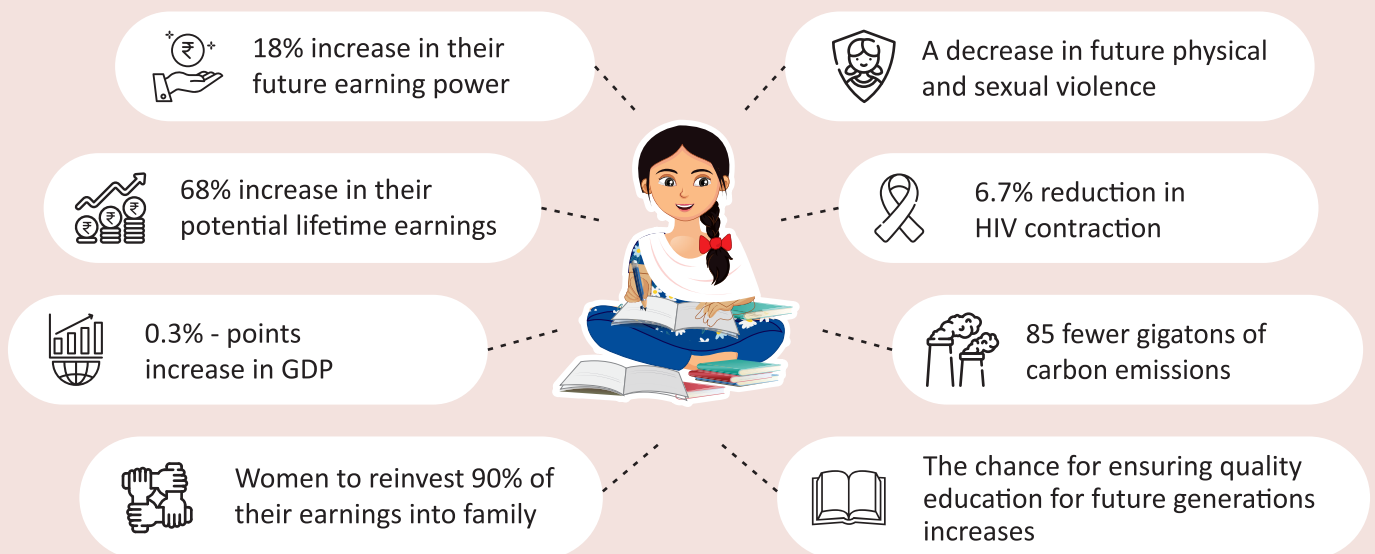 18% increase in their
future earning power
68% increase in their
potential lifetime earnings
0.3% - points
increase in GDP
Women to reinvest 90% of
their earnings into family
A decrease in future physical
and sexual violence
6.7% reduction in
HIV contraction
85 fewer gigatons of
carbon emissions
The chance for ensuring quality
education for future generations
increases